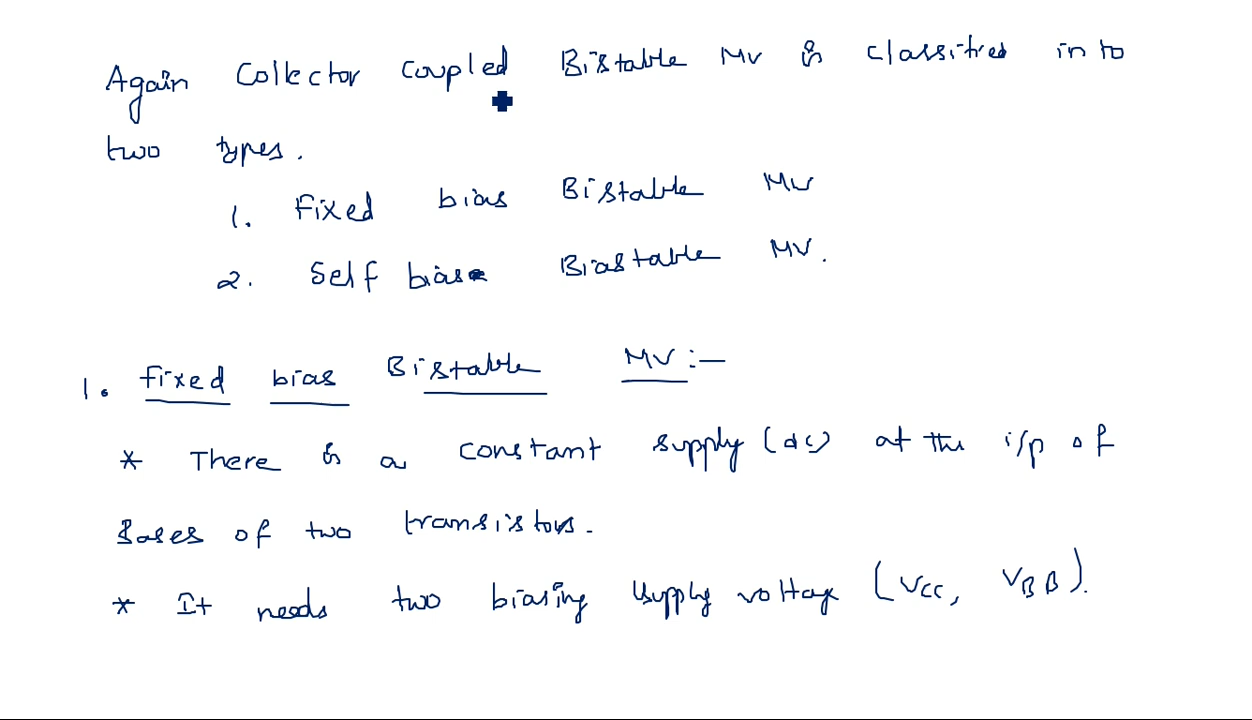 Again Collector Coupled Bistable MV is classified in to
two types.
1. Fixed bias Bistable MV
2. Self bias Biastable MV.
1. Fixed bias Bistable MV:-
* There is a constant supply (dc) at the i/p of
Bases of two transistors.
* It needs two biasing supply voltage (VCC, VBB).